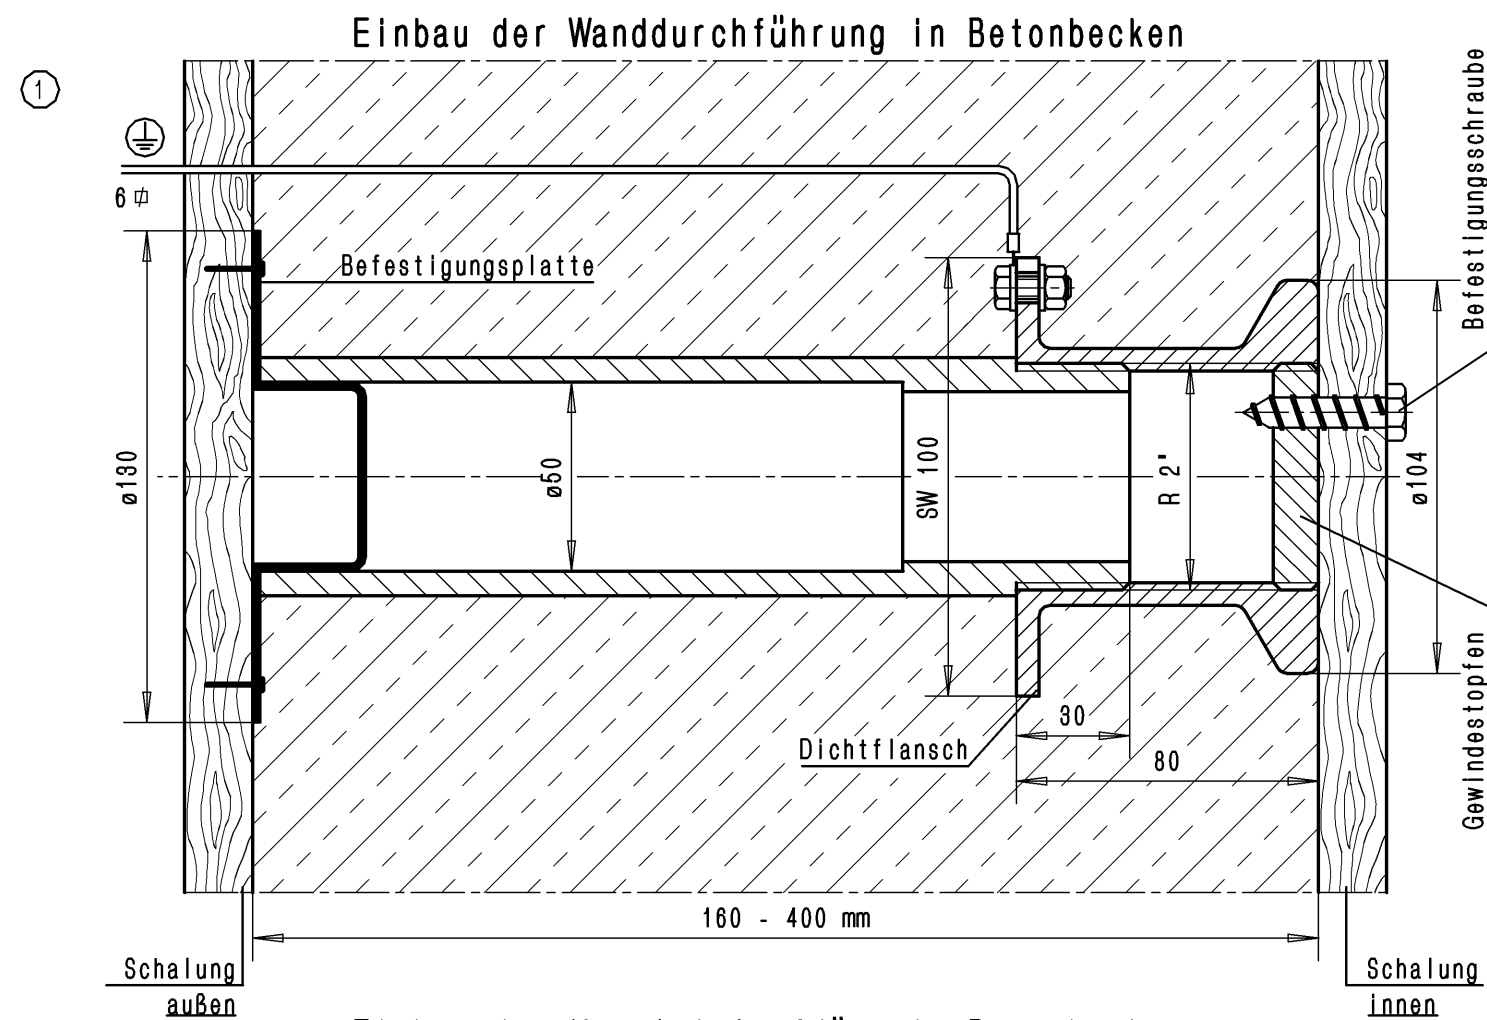 Einbau der Wanddurchführung in Betonbecken
1
6
Befestigungsplatte
Befestigungsschraube
ø130
ø50
SW 100
R 2"
ø104
30
80
Dichtflansch
Gewindestopfen
160 - 400 mm
Schalung
außen
Schalung
innen